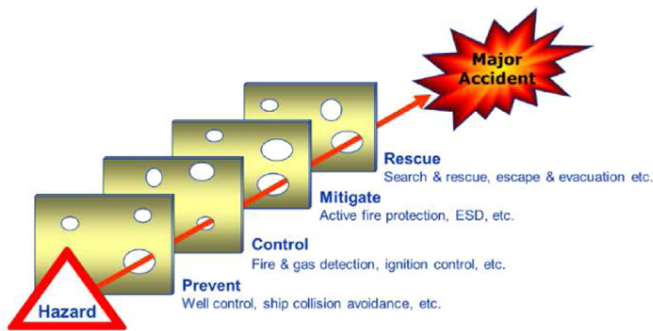 Major
Accident
Rescue
Search & rescue, escape & evacuation etc.
Mitigate
Active fire protection, ESD, etc.
Control
Fire & gas detection, ignition control, etc.
Prevent
Well control, ship collision avoidance, etc.
Hazard